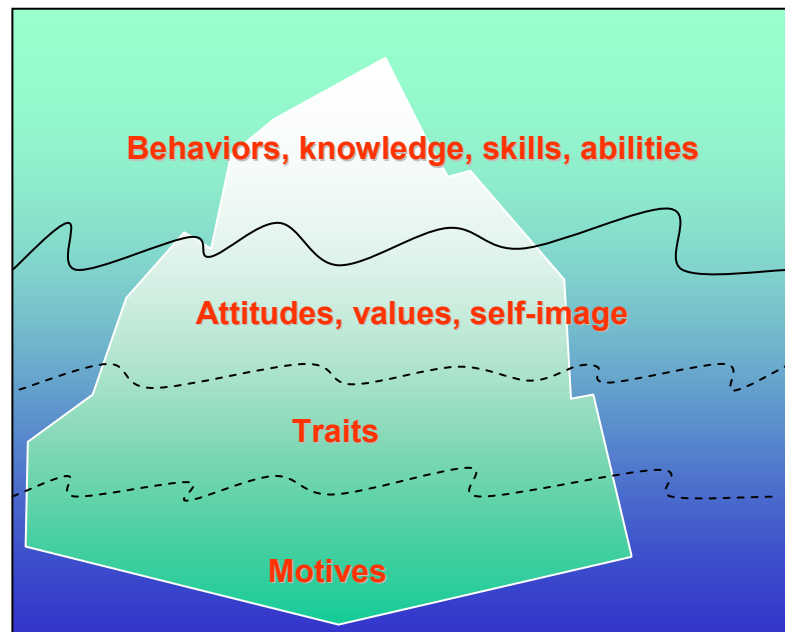 Behaviors, knowledge, skills, abilities
Attitudes, values, self-image
Traits
Motives